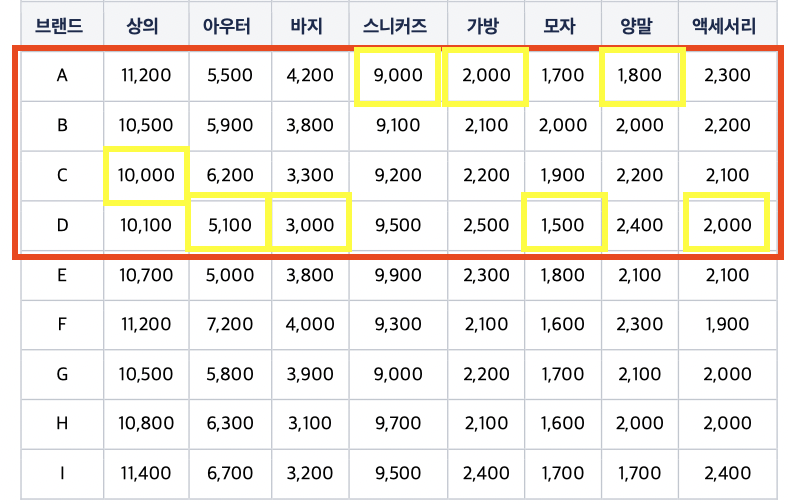 브랜드 상의 아우터 바지 스니커즈 가방 모자 양말 액세서리
A 11,200 5,500 4,200 9,000 2,000 1,700 1,800 2,300
B 10,500 5,900 3,800 9,100 2,100 2,000 2,000 2,200
C 10,000 6,200 3,300 9,200 2,200 1,900 2,200 2,100
D 10,100 5,100 3,000 9,500 2,500 1,500 2,400 2,000
E 10,700 5,000 3,800 9,900 2,300 1,800 2,100 2,100
F 11,200 7,200 4,000 9,300 2,100 1,600 2,300 1,900
G 10,500 5,800 3,900 9,000 2,200 1,700 2,100 2,000
H 10,800 6,300 3,100 9,700 2,100 1,600 2,000 2,000
I 11,400 6,700 3,200 9,500 2,400 1,700 1,700 2,400